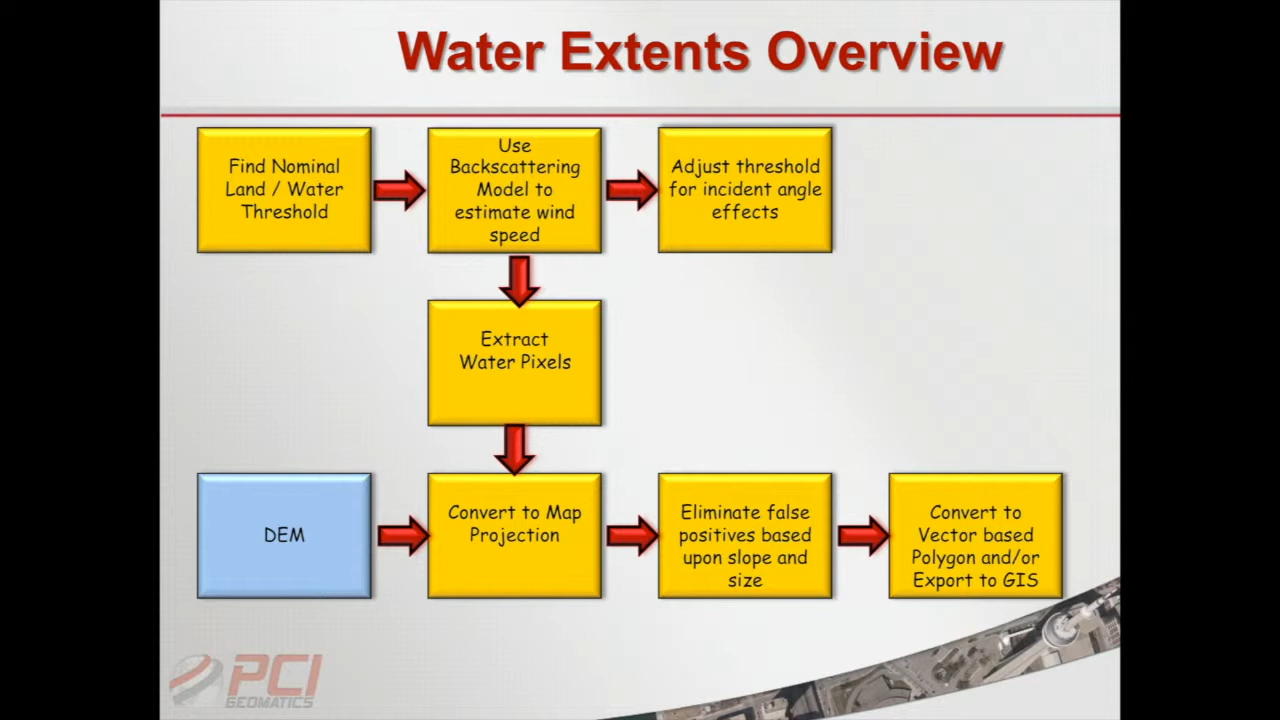 Water Extents Overview
Find Nominal
Land / Water
Threshold
Use
Backscattering
Model to
estimate wind
speed
Adjust threshold
for incident angle
effects
Extract
Water Pixels
DEM
Convert to Map
Projection
Eliminate false
positives based
upon slope and
size
Convert to
Vector based
Polygon and/or
Export to GIS
PCI
GEOMATICS